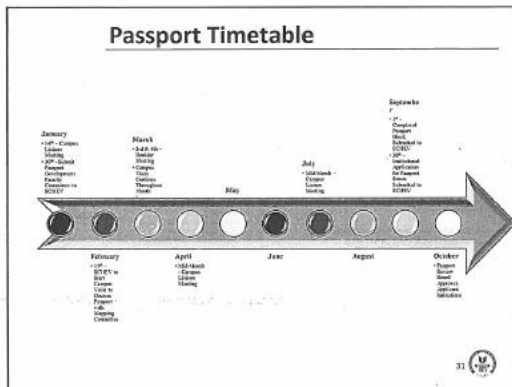 Passport Timetable
January
• 14th – Campus
Liaison
Meeting
• 30th – Submit
Passport
Development
Faculty
Committee to
SCHEV
March
Meeting
• Campus
Visits
Continue
Throughout
Month
May
July
• Mid-Month –
Campus
Liaison
Meeting
Septembe
r
• 1st –
Completed
Passport
Block
Submitted to
SCHEV
• 30th –
Institutional
Application
for Passport
Status
Submitted to
SCHEV
February
SCHEV to
Start
Campus
Visits to
Discuss
Passport
with
Mapping
Committee
April
• Mid-Month
– Campus
Liaison
Meeting
June
August
October
• Passport
Review
Board
Approves
Applicant
Institutions
31